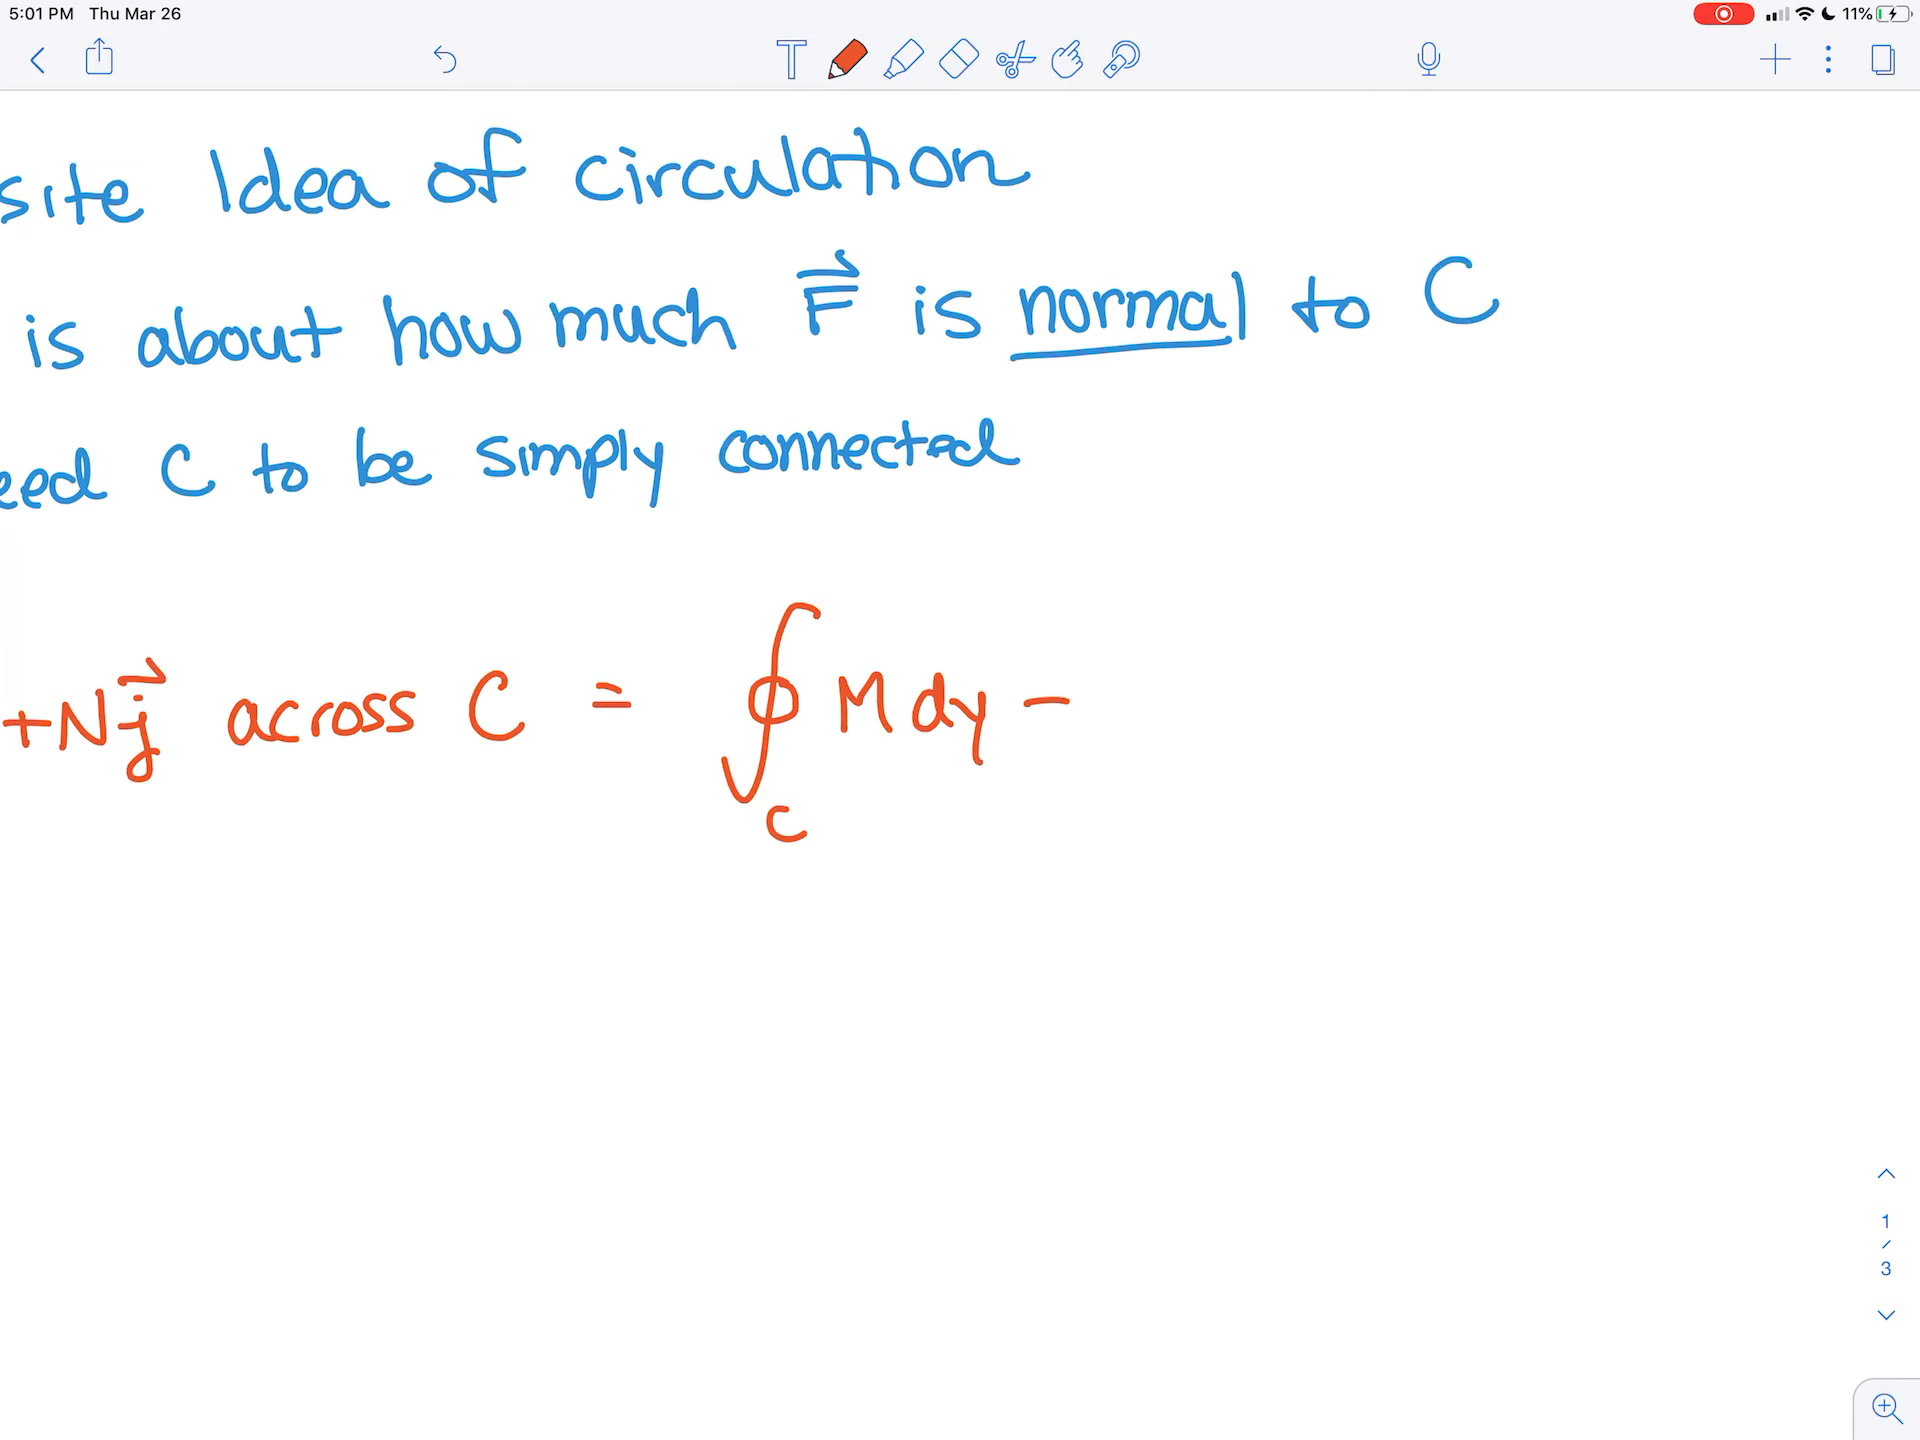 5:01 PM Thu Mar 26
11%
T
site Idea of circulation
is about how much F⃗ is normal to C
eed C to be simply connected
+Nj⃗ across C = ∮ M dy −
C
1
/
3